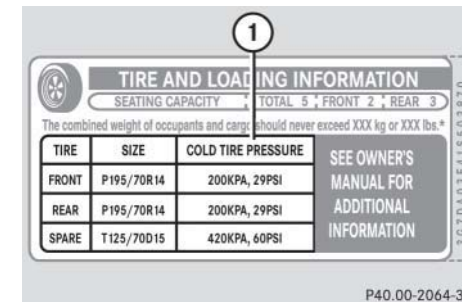 1
TIRE AND LOADING INFORMATION
SEATING CAPACITY TOTAL 5 FRONT 2 REAR 3
The combined weight of occupants and cargo should never exceed XXX kg or XXX lbs.*
TIRE SIZE COLD TIRE PRESSURE
SEE OWNER'S MANUAL FOR ADDITIONAL INFORMATION
FRONT P195/70R14 200KPA, 29PSI
REAR P195/70R14 200KPA, 29PSI
SPARE T125/70D15 420KPA, 60PSI
P40.00-2064-3